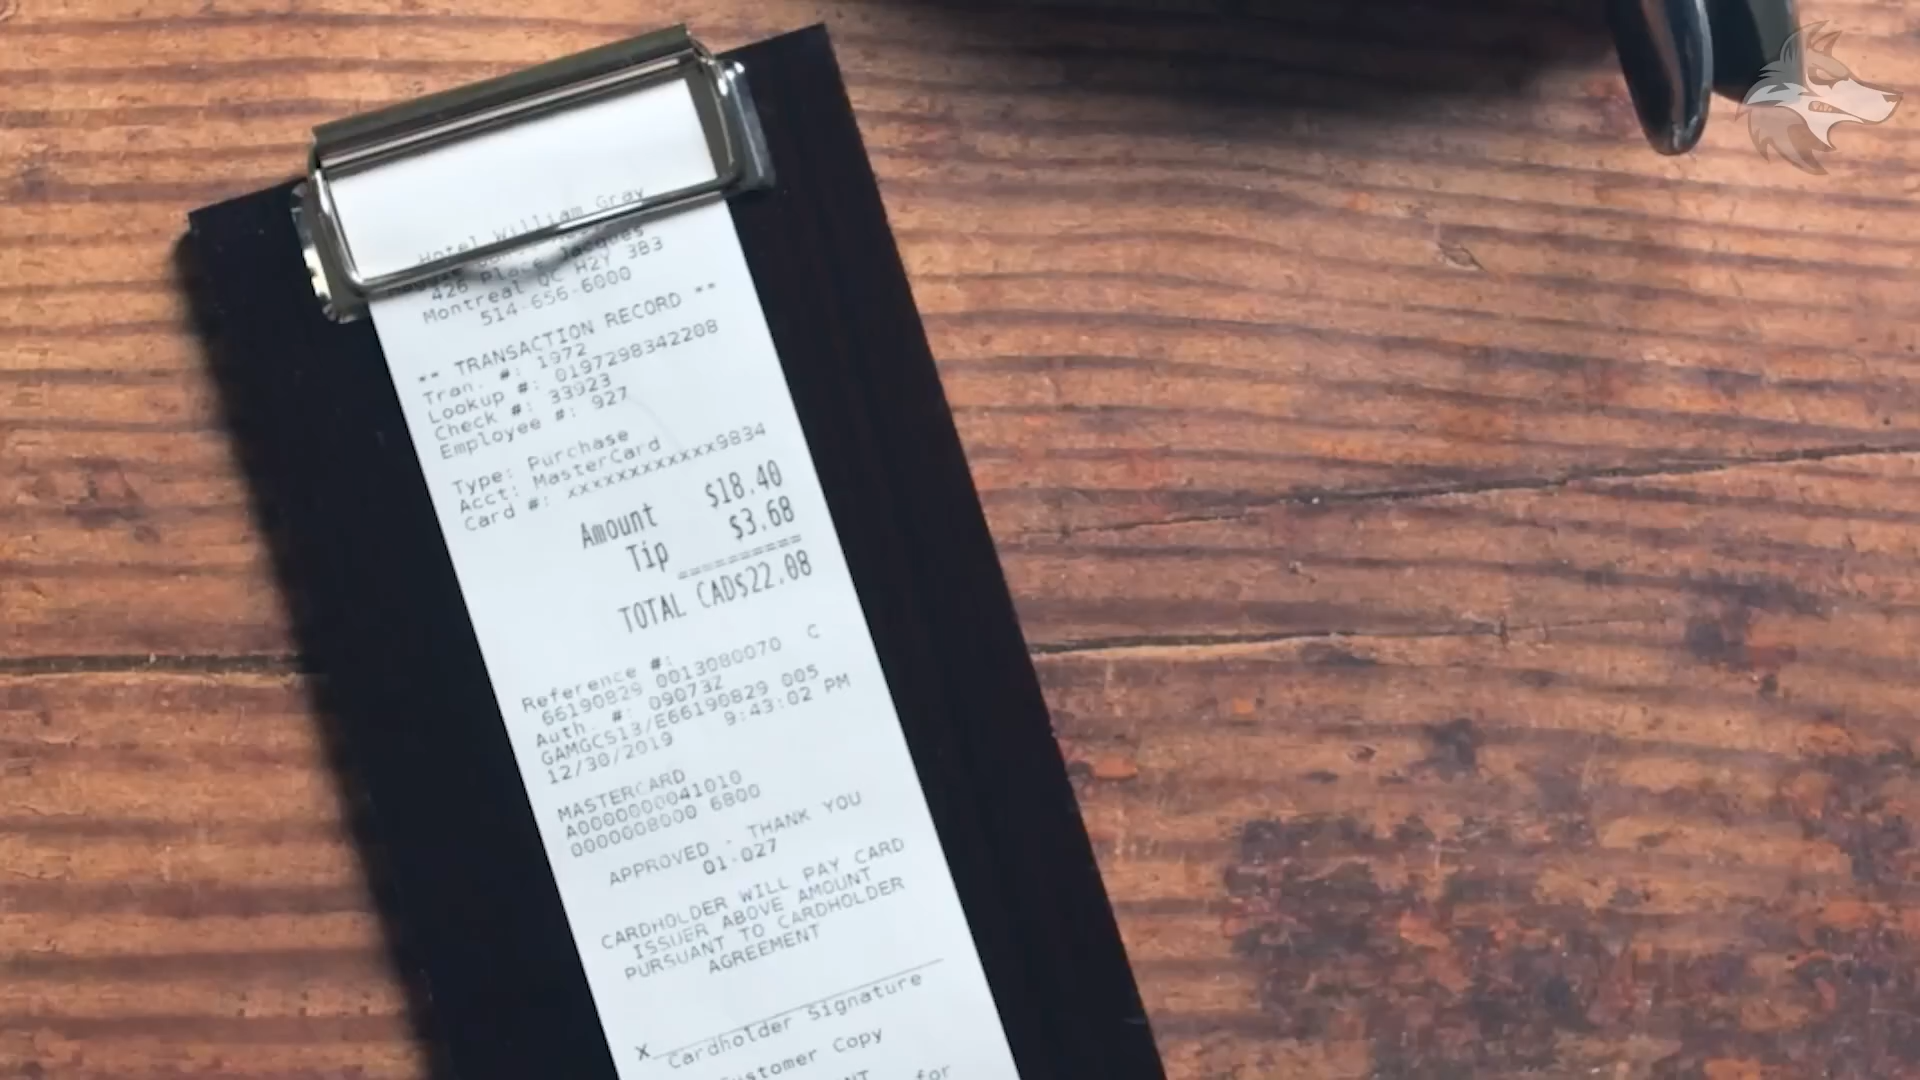 Hotel William Gray
426 Place Jacques
Montreal QC H2Y 3B3
514-656-6000
** TRANSACTION RECORD **
Tran. #: 1972
Lookup #: 0197298342208
Check #: 33923
Employee #: 927
Type: Purchase
Acct: MasterCard
Card #: xxxxxxxxxxxx9834
Amount $18.40
Tip $3.68
=========
TOTAL CAD$22.08
Reference #:
66190829 0013080070 C
Auth. #: 09073Z
GAMGCS13/E66190829 005
12/30/2019 9:43:02 PM
MASTERCARD
A0000000041010
0000008000 6800
APPROVED - THANK YOU
01-027
CARDHOLDER WILL PAY CARD
ISSUER ABOVE AMOUNT
PURSUANT TO CARDHOLDER
AGREEMENT
X
Cardholder Signature
Customer Copy
for